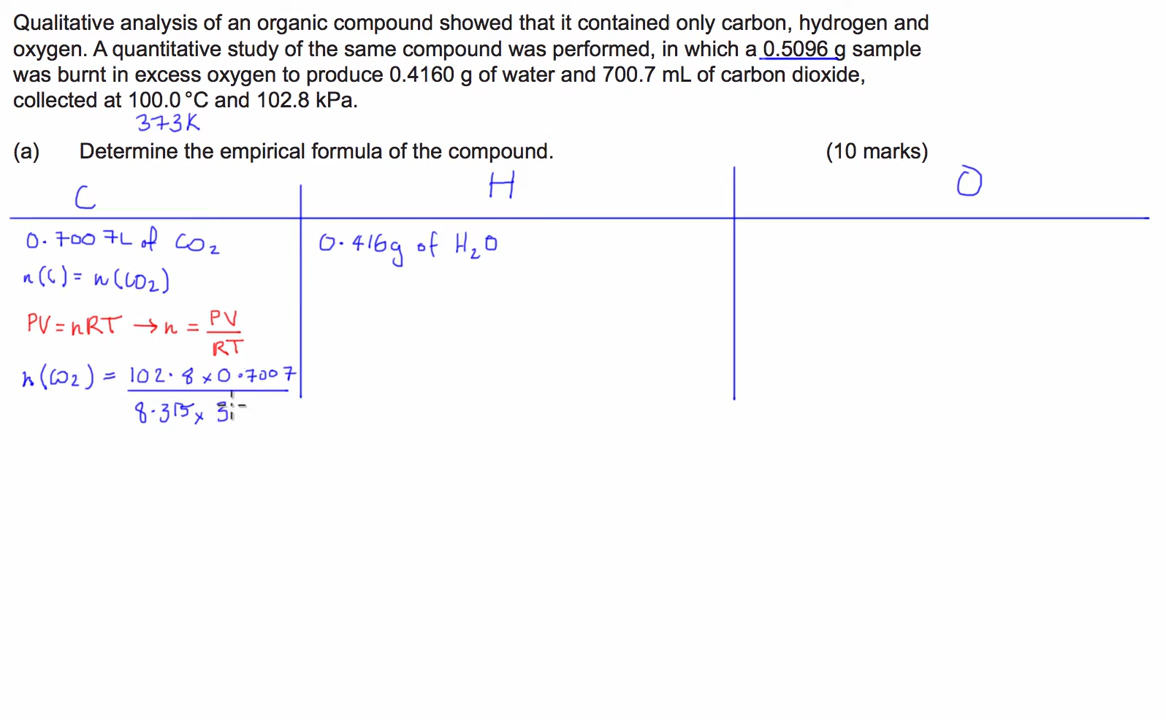 Qualitative analysis of an organic compound showed that it contained only carbon, hydrogen and
oxygen. A quantitative study of the same compound was performed, in which a 0.5096 g sample
was burnt in excess oxygen to produce 0.4160 g of water and 700.7 mL of carbon dioxide,
collected at 100.0 °C and 102.8 kPa.
373K
(a) Determine the empirical formula of the compound. (10 marks)
C H O
0.7007L of CO₂ 0.416g of H₂O
n(C) = n(CO₂)
PV = nRT → n = PV
RT
n(CO₂) = 102.8 x 0.7007
8.315 x